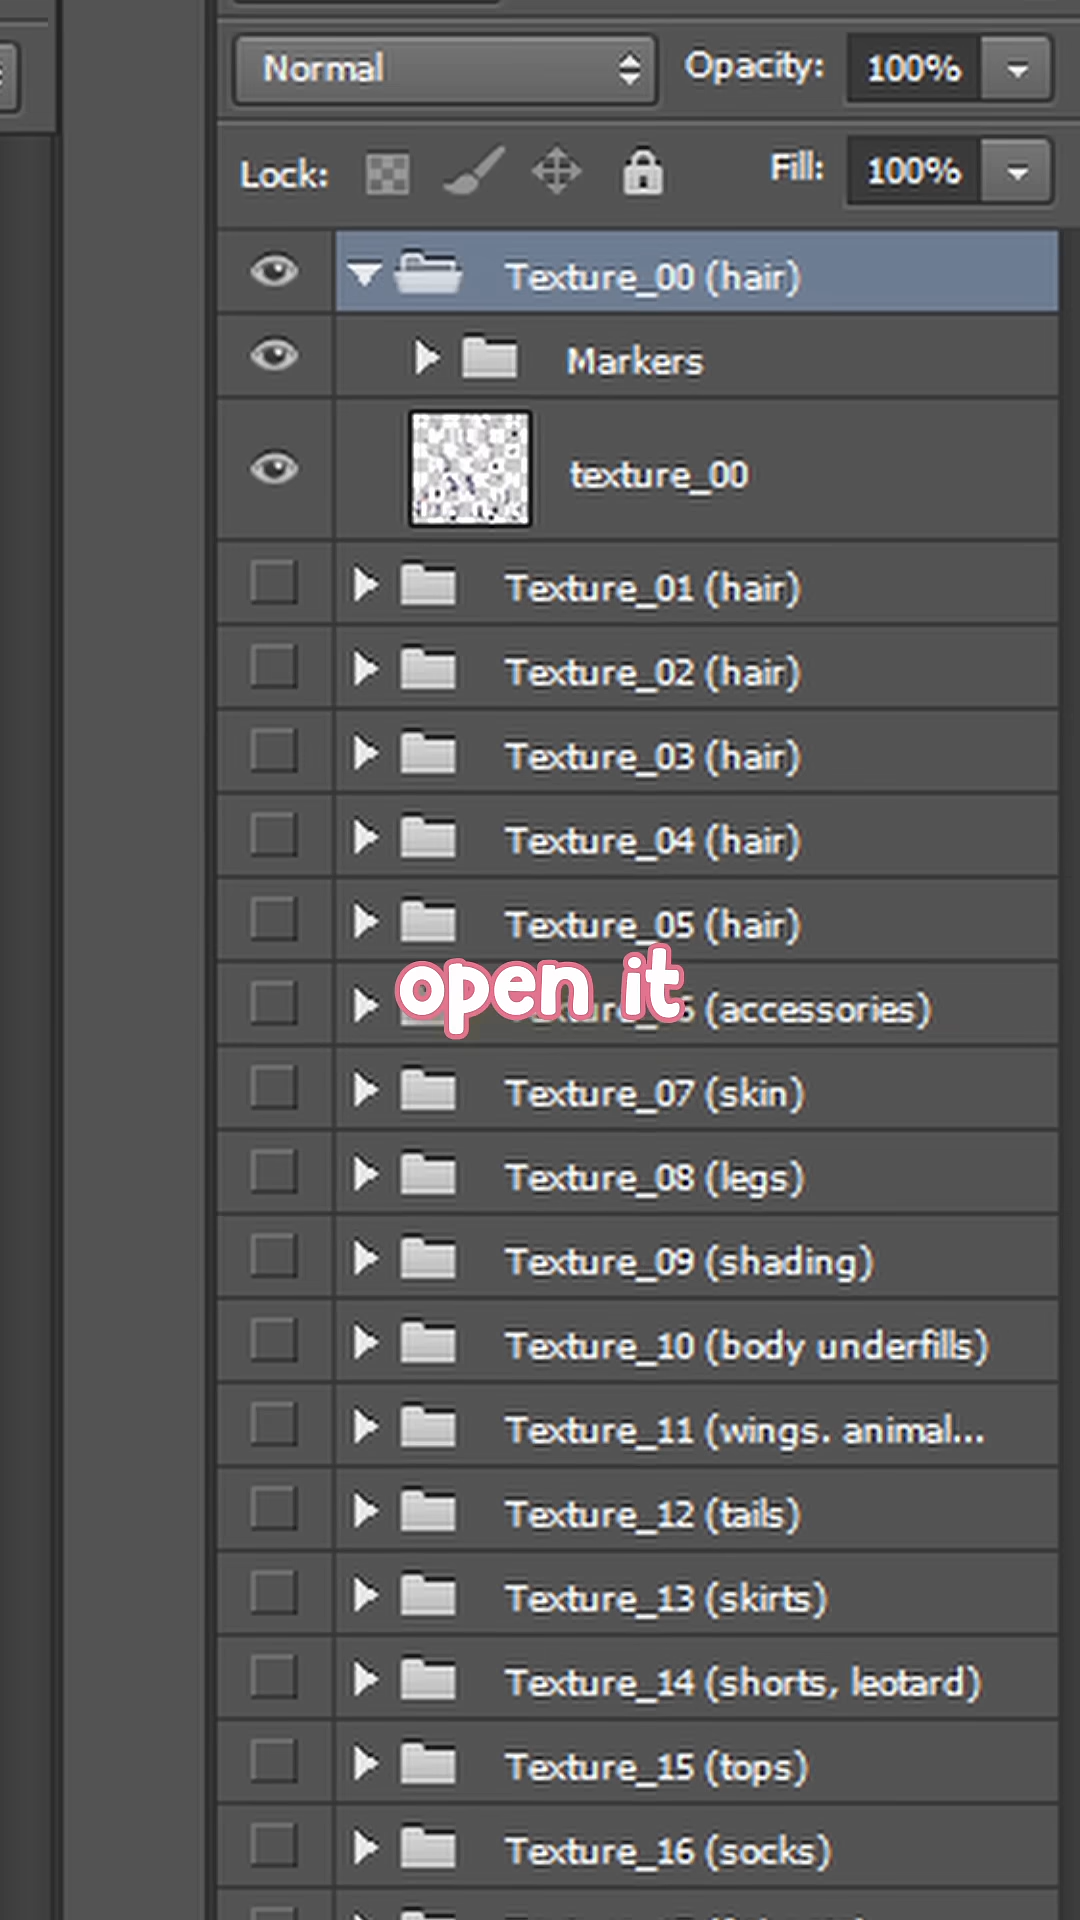 Normal
Opacity: 100%
Lock:
Fill: 100%
Texture_00 (hair)
Markers
texture_00
Texture_01 (hair)
Texture_02 (hair)
Texture_03 (hair)
Texture_04 (hair)
Texture_05 (hair)
open it
(accessories)
Texture_07 (skin)
Texture_08 (legs)
Texture_09 (shading)
Texture_10 (body underfills)
Texture_11 (wings. animal...
Texture_12 (tails)
Texture_13 (skirts)
Texture_14 (shorts, leotard)
Texture_15 (tops)
Texture_16 (socks)